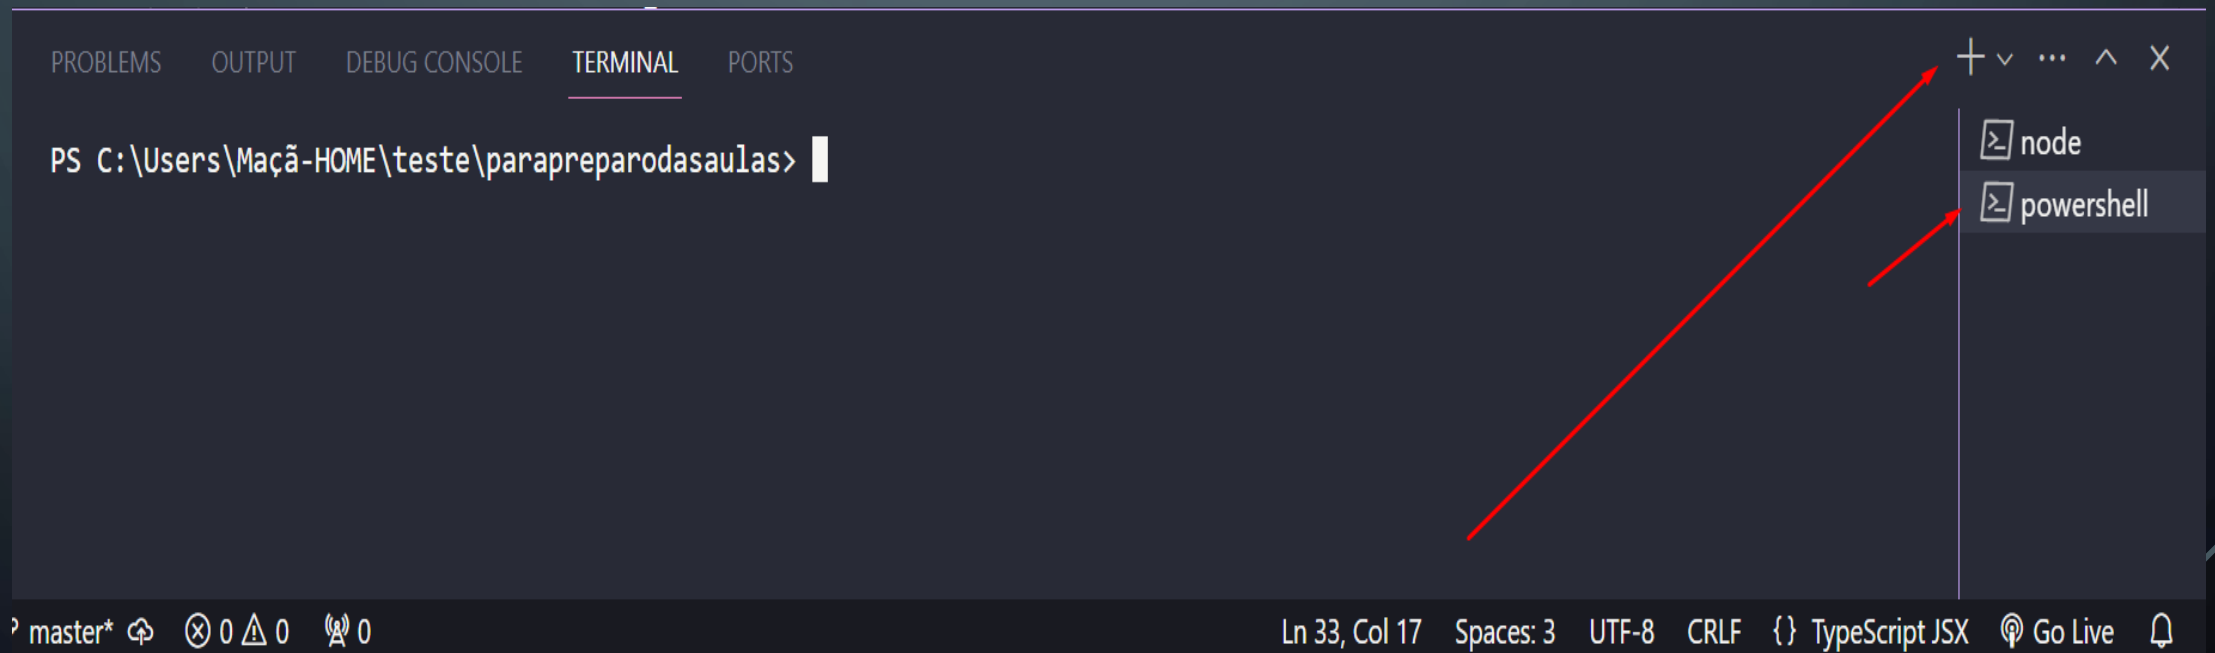 PROBLEMS OUTPUT DEBUG CONSOLE TERMINAL PORTS
PS C:\Users\Maçã-HOME\teste\parapreparodasaulas>
node
powershell
master* 0 0 0 Ln 33, Col 17 Spaces: 3 UTF-8 CRLF {} TypeScript JSX Go Live